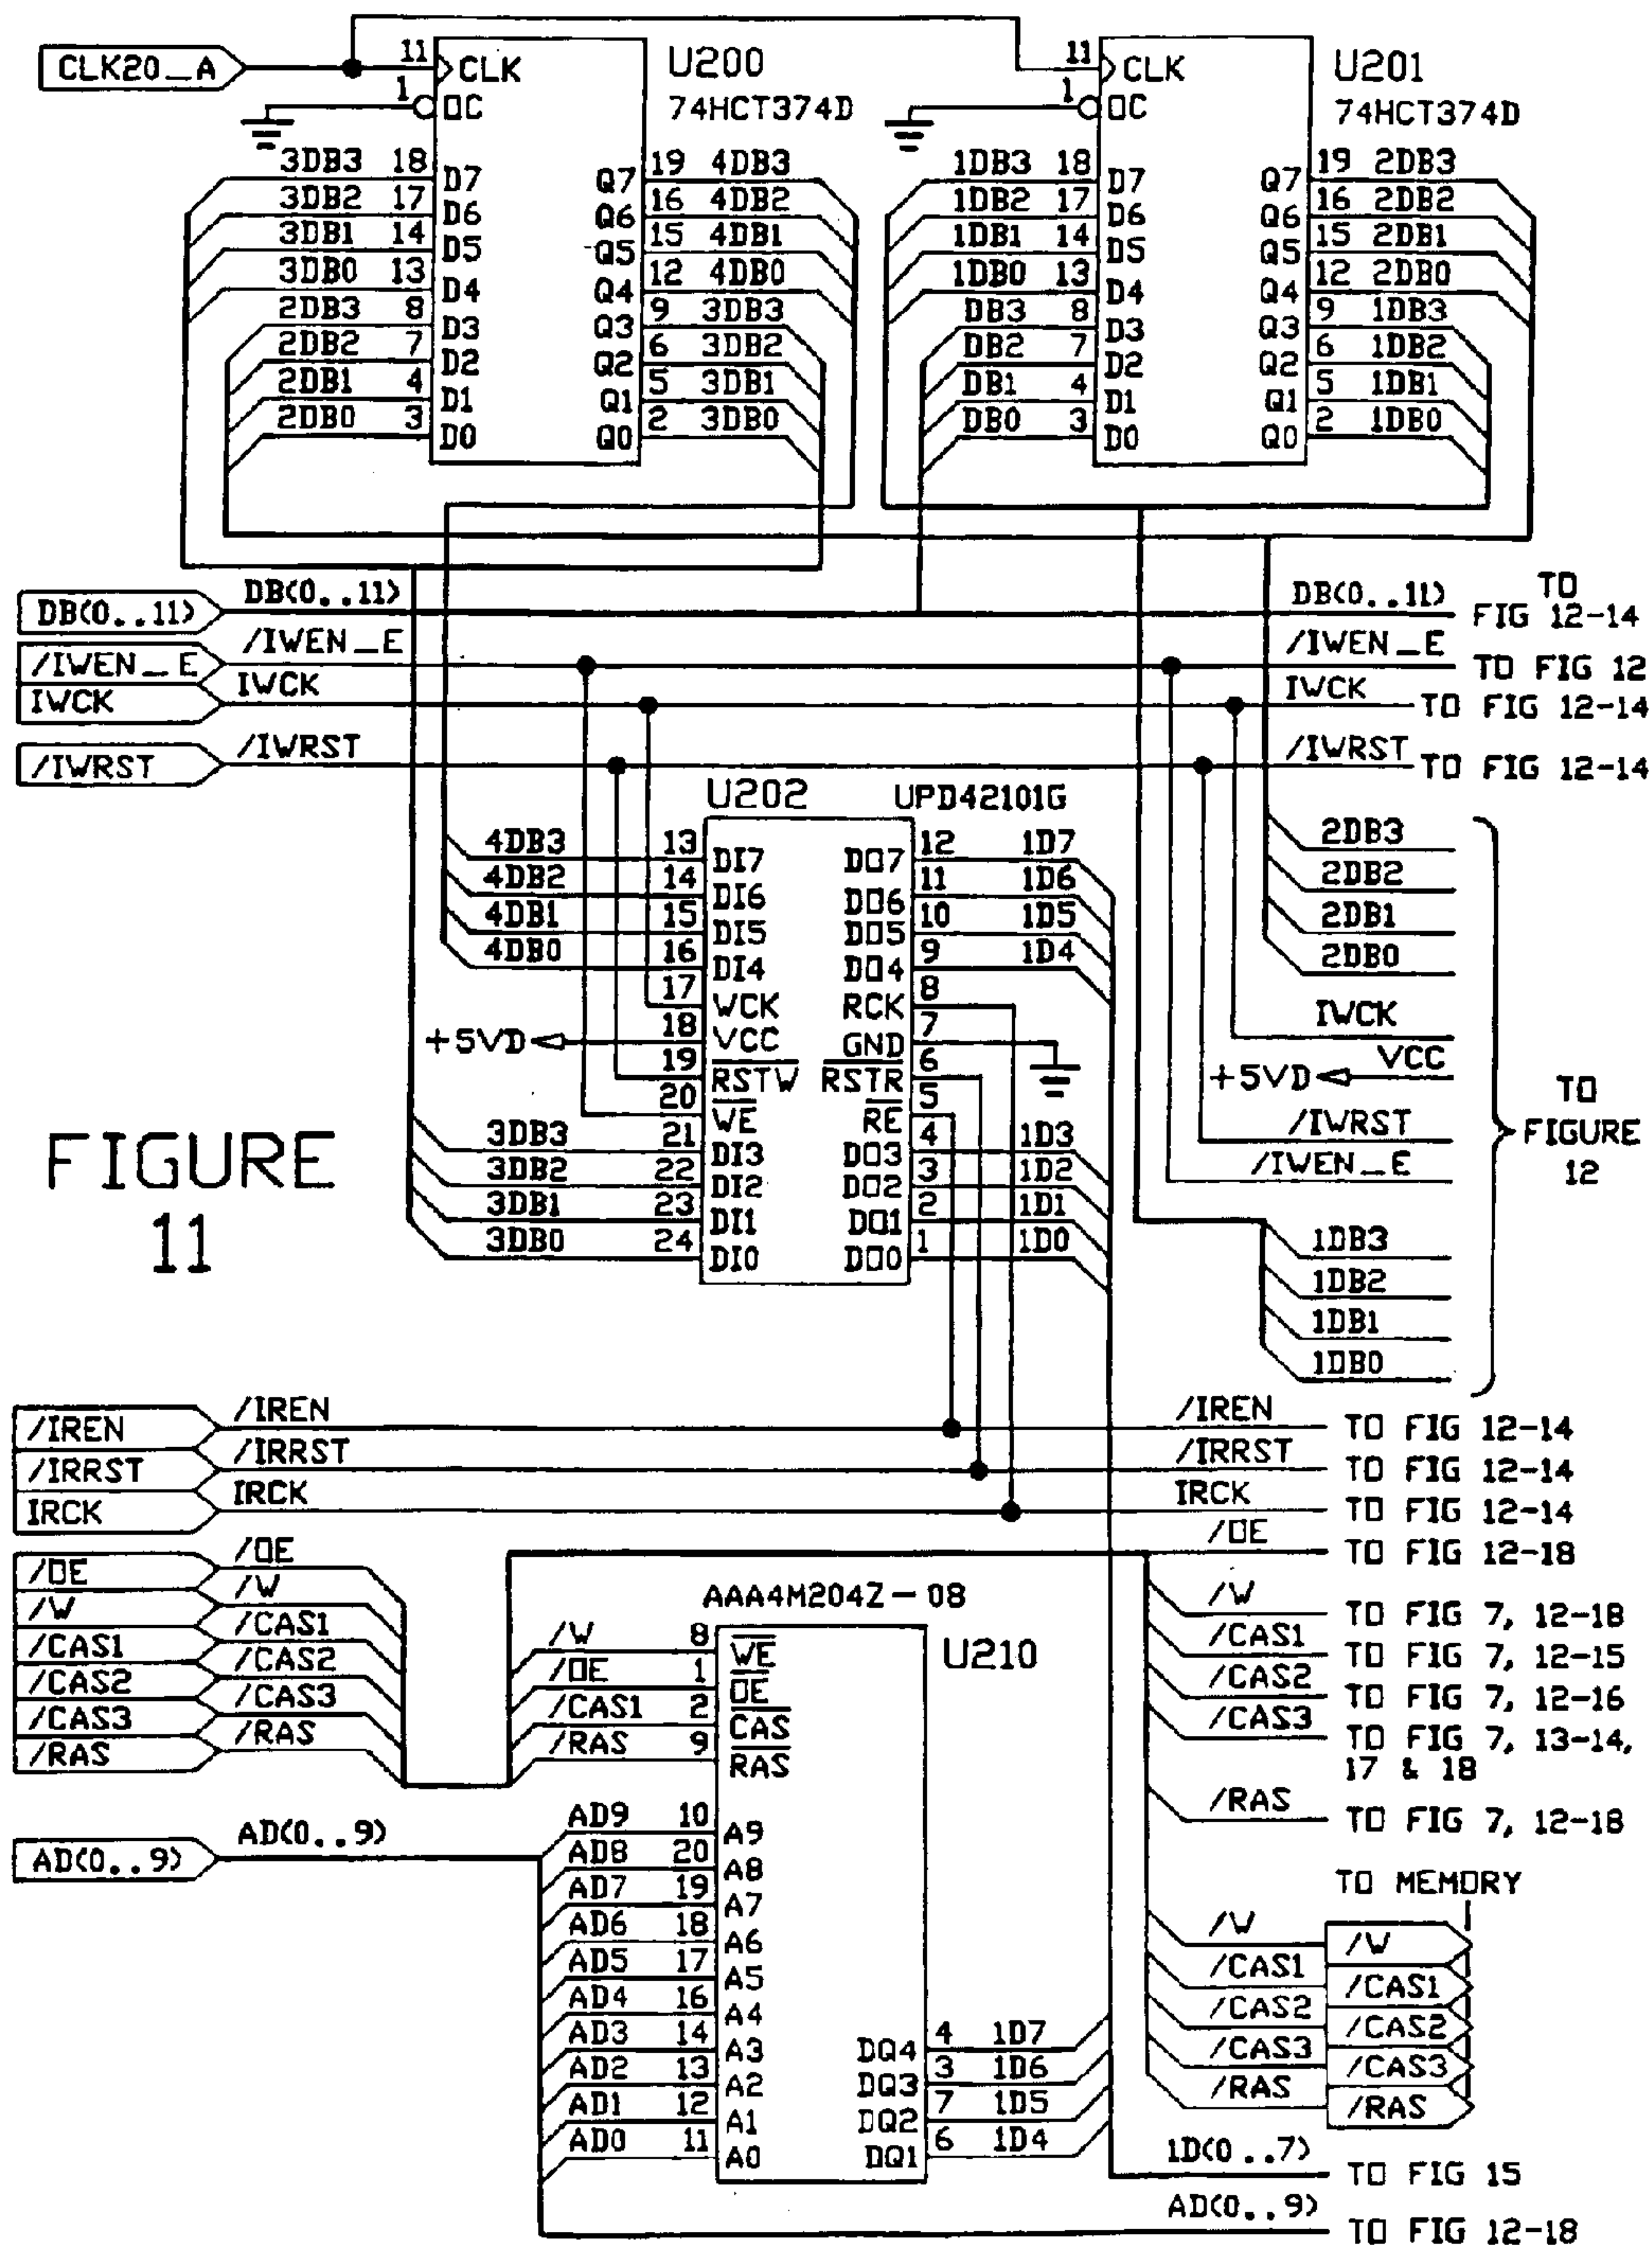 CLK20_A
11 CLK
U200
1 OC
74HCT374D
3DB3 18 D7 Q7 19 4DB3
3DB2 17 D6 Q6 16 4DB2
3DB1 14 D5 Q5 15 4DB1
3DB0 13 D4 Q4 12 4DB0
2DB3 8 D3 Q3 9 3DB3
2DB2 7 D2 Q2 6 3DB2
2DB1 4 D1 Q1 5 3DB1
2DB0 3 D0 Q0 2 3DB0
11 CLK
U201
1 OC
74HCT374D
1DB3 18 D7 Q7 19 2DB3
1DB2 17 D6 Q6 16 2DB2
1DB1 14 D5 Q5 15 2DB1
1DB0 13 D4 Q4 12 2DB0
DB3 8 D3 Q3 9 1DB3
DB2 7 D2 Q2 6 1DB2
DB1 4 D1 Q1 5 1DB1
DB0 3 D0 Q0 2 1DB0
DB(0..11) DB(0..11) DB(0..11) TO FIG 12-14
/IWEN_E /IWEN_E /IWEN_E TO FIG 12
IWCK IWCK IWCK TO FIG 12-14
/IWRST /IWRST /IWRST TO FIG 12-14
U202 UPD42101G
4DB3 13 DI7 DO7 12 1D7
4DB2 14 DI6 DO6 11 1D6
4DB1 15 DI5 DO5 10 1D5
4DB0 16 DI4 DO4 9 1D4
17 WCK RCK 8
+5VD 18 VCC GND 7
19 RSTW RSTR 6
20 WE RE 5
3DB3 21 DI3 DO3 4 1D3
3DB2 22 DI2 DO2 3 1D2
3DB1 23 DI1 DO1 2 1D1
3DB0 24 DI0 DO0 1 1D0
2DB3
2DB2
2DB1
2DB0
IWCK
+5VD VCC
/IWRST
/IWEN_E
1DB3
1DB2
1DB1
1DB0
TO
FIGURE
12
FIGURE
11
/IREN /IREN /IREN TO FIG 12-14
/IRRST /IRRST /IRRST TO FIG 12-14
IRCK IRCK IRCK TO FIG 12-14
/OE /OE /OE TO FIG 12-18
/W /W /W TO FIG 7, 12-18
/CAS1 /CAS1 /CAS1 TO FIG 7, 12-15
/CAS2 /CAS2 /CAS2 TO FIG 7, 12-16
/CAS3 /CAS3 /CAS3 TO FIG 7, 13-14,
17 & 18
/RAS /RAS /RAS TO FIG 7, 12-18
AAA4M204Z-08
U210
/W 8 WE
/OE 1 OE
/CAS1 2 CAS
/RAS 9 RAS
AD(0..9) AD(0..9)
AD9 10 A9
AD8 20 A8
AD7 19 A7
AD6 18 A6
AD5 17 A5
AD4 16 A4
AD3 14 A3
AD2 13 A2
AD1 12 A1
AD0 11 A0
DQ4 4 1D7
DQ3 3 1D6
DQ2 7 1D5
DQ1 6 1D4
TO MEMORY
/W /W
/CAS1 /CAS1
/CAS2 /CAS2
/CAS3 /CAS3
/RAS /RAS
1D(0..7) TO FIG 15
AD(0..9) TO FIG 12-18